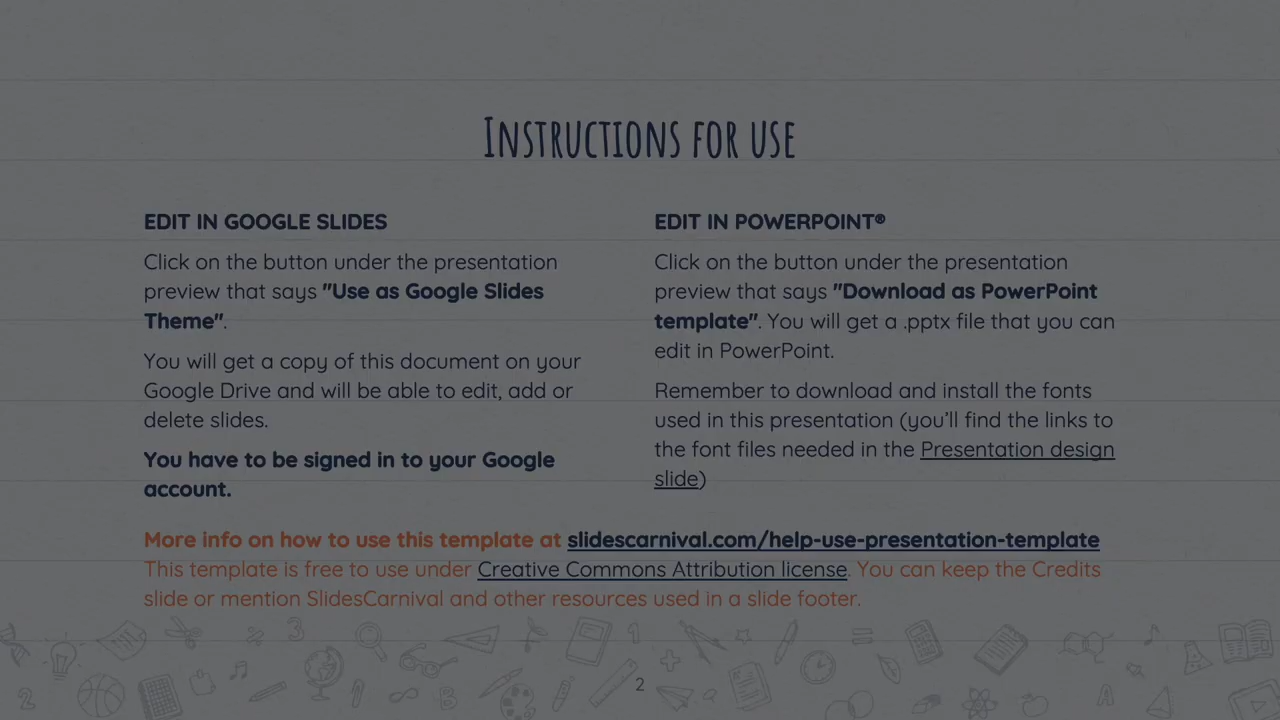 Instructions for use
EDIT IN GOOGLE SLIDES
Click on the button under the presentation
preview that says "Use as Google Slides
Theme".
You will get a copy of this document on your
Google Drive and will be able to edit, add or
delete slides.
You have to be signed in to your Google
account.
EDIT IN POWERPOINT®
Click on the button under the presentation
preview that says "Download as PowerPoint
template". You will get a .pptx file that you can
edit in PowerPoint.
Remember to download and install the fonts
used in this presentation (you’ll find the links to
the font files needed in the Presentation design
slide)
More info on how to use this template at slidescarnival.com/help-use-presentation-template
This template is free to use under Creative Commons Attribution license. You can keep the Credits
slide or mention SlidesCarnival and other resources used in a slide footer.
2